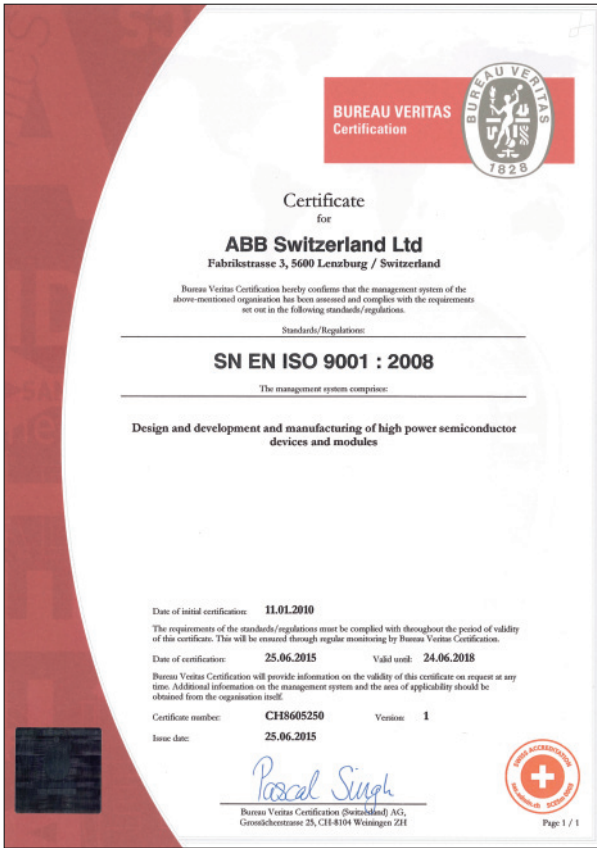 BUREAU VERITAS
Certification
BUREAU VERITAS
1828
Certificate
for
ABB Switzerland Ltd
Fabrikstrasse 3, 5600 Lenzburg / Switzerland
Bureau Veritas Certification hereby confirms that the management system of the
above-mentioned organisation has been assessed and complies with the requirements
set out in the following standards/regulations.
Standards/Regulations:
SN EN ISO 9001 : 2008
The management system comprises:
Design and development and manufacturing of high power semiconductor
devices and modules
Date of initial certification: 11.01.2010
The requirements of the standards/regulations must be complied with throughout the period of validity
of this certificate. This will be ensured through regular monitoring by Bureau Veritas Certification.
Date of certification: 25.06.2015 Valid until: 24.06.2018
Bureau Veritas Certification will provide information on the validity of this certificate on request at any
time. Additional information on the management system and the area of applicability should be
obtained from the organisation itself.
Certificate number: CH8605250 Version: 1
Issue date: 25.06.2015
Pascal Singh
Bureau Veritas Certification (Switzerland) AG,
Grossächerstrasse 25, CH-8104 Weiningen ZH
SWISS ACCREDITATION
Page 1 / 1